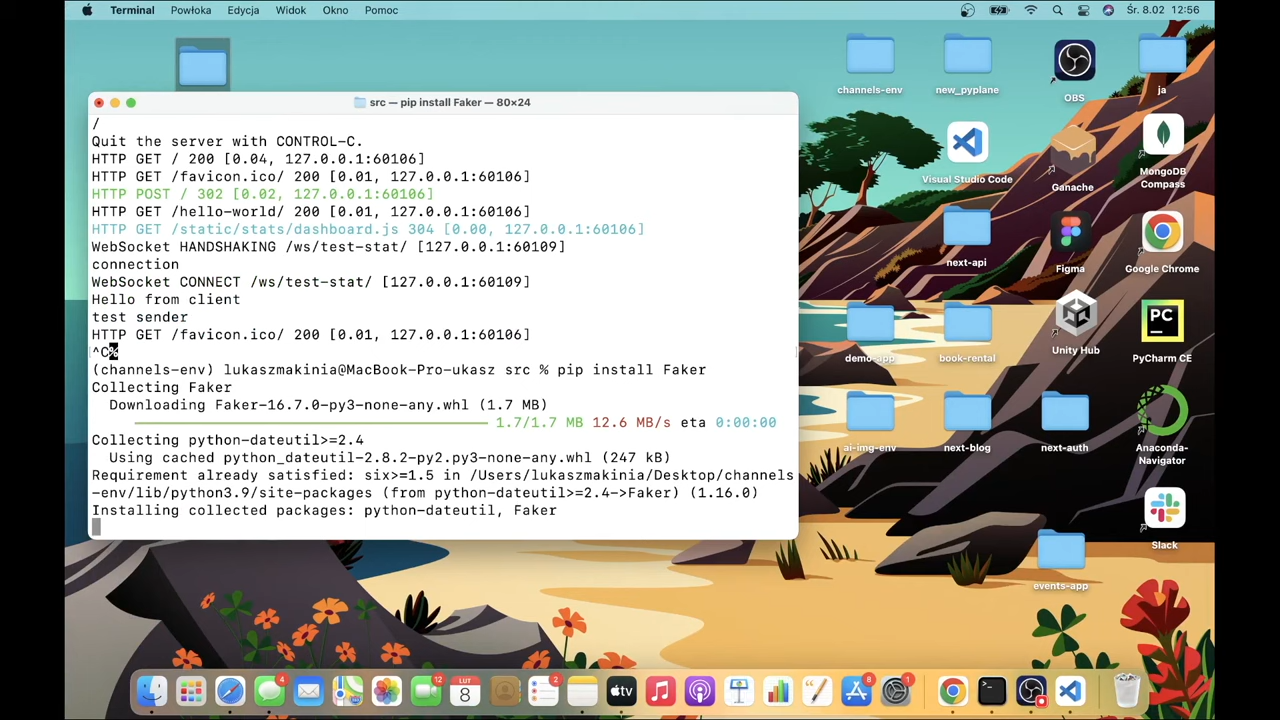 Terminal Powłoka Edycja Widok Okno Pomoc Śr. 8.02 12:56
src — pip install Faker — 80×24
/
Quit the server with CONTROL-C.
HTTP GET / 200 [0.04, 127.0.0.1:60106]
HTTP GET /favicon.ico/ 200 [0.01, 127.0.0.1:60106]
HTTP POST / 302 [0.02, 127.0.0.1:60106]
HTTP GET /hello-world/ 200 [0.01, 127.0.0.1:60106]
HTTP GET /static/stats/dashboard.js 304 [0.00, 127.0.0.1:60106]
WebSocket HANDSHAKING /ws/test-stat/ [127.0.0.1:60109]
connection
WebSocket CONNECT /ws/test-stat/ [127.0.0.1:60109]
Hello from client
test sender
HTTP GET /favicon.ico/ 200 [0.01, 127.0.0.1:60106]
^C%
(channels-env) lukaszmakinia@MacBook-Pro-ukasz src % pip install Faker
Collecting Faker
Downloading Faker-16.7.0-py3-none-any.whl (1.7 MB)
1.7/1.7 MB 12.6 MB/s eta 0:00:00
Collecting python-dateutil>=2.4
Using cached python_dateutil-2.8.2-py2.py3-none-any.whl (247 kB)
Requirement already satisfied: six>=1.5 in /Users/lukaszmakinia/Desktop/channels
-env/lib/python3.9/site-packages (from python-dateutil>=2.4->Faker) (1.16.0)
Installing collected packages: python-dateutil, Faker
channels-env
new_pyplane
OBS
ja
Visual Studio Code
Ganache
MongoDB
Compass
next-api
Figma
Google Chrome
demo-app
book-rental
Unity Hub
PC
PyCharm CE
ai-img-env
next-blog
next-auth
Anaconda-
Navigator
Slack
events-app
4
12
LUT
8
2
tv
8
1